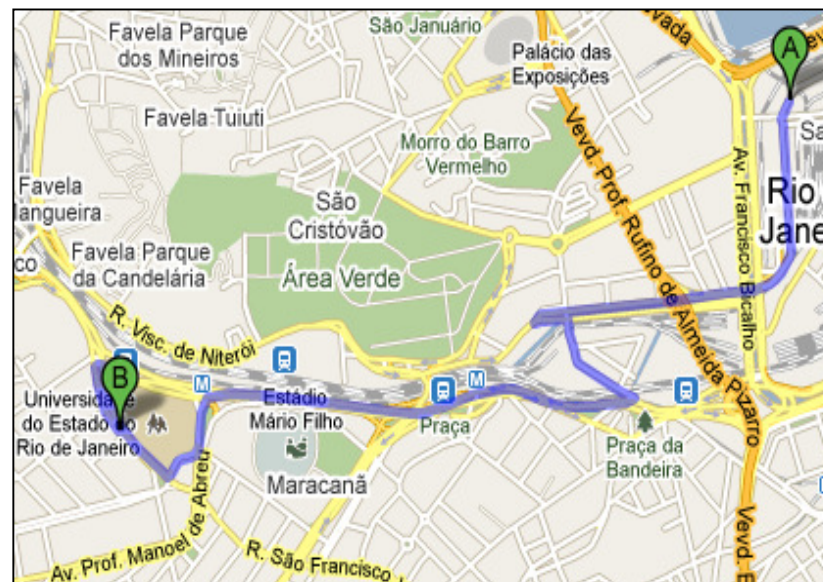 São Januário
Favela Parque
dos Mineiros
Palácio das
Exposições
A
Favela Tuiuti
Morro do Barro
Vermelho
Vevd. Prof. Rufino de Almeida Pizarro
Av. Francisco Bicalho
Sa
Rio
Jane
Favela
langueira
São
Cristóvão
Favela Parque
da Candelária
Área Verde
co
R. Visc. de Niterói
B
M
M
Universidade
do Estado do
Rio de Janeiro
Estádio
Mário Filho
Praça
Praça da
Bandeira
Maracanã
Av. Prof. Manoel de Abreu
R. São Francisco